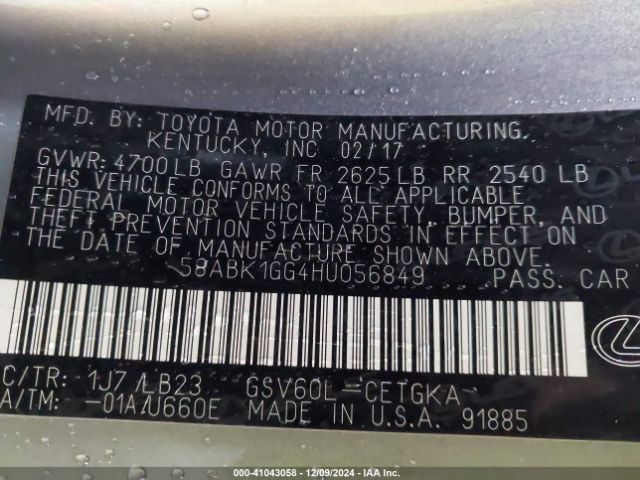 MFD. BY: TOYOTA MOTOR MANUFACTURING,
KENTUCKY, INC 02/17
GVWR: 4700 LB GAWR FR 2625 LB RR 2540 LB
THIS VEHICLE CONFORMS TO ALL APPLICABLE
FEDERAL MOTOR VEHICLE SAFETY, BUMPER, AND
THEFT PREVENTION STANDARDS IN EFFECT ON
THE DATE OF MANUFACTURE SHOWN ABOVE.
58ABK1GG4HU056849 PASS. CAR
C/TR: 1J7 /LB23 GSV60L-CETGKA
A/TM: -01A/U660E MADE IN U.S.A. 91885
000-41043058 - 12/09/2024 - IAA Inc.